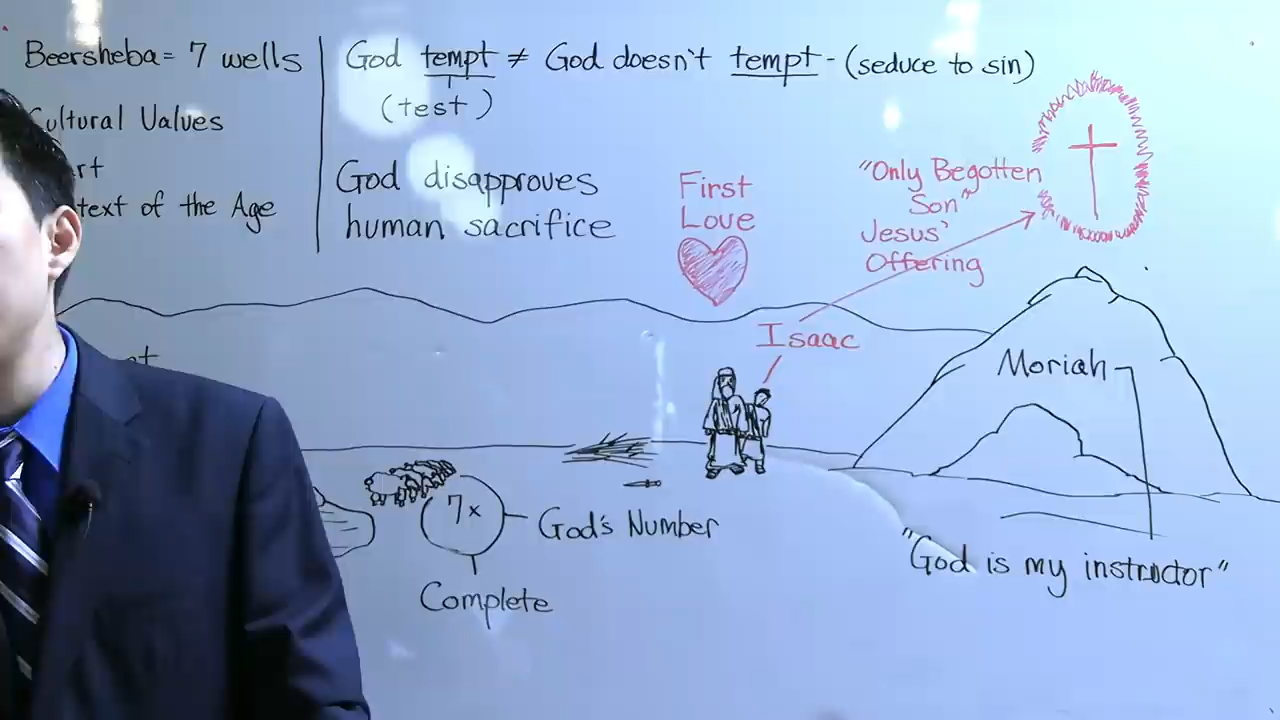 Beersheba = 7 wells
Cultural Values
of the Age
God tempt ≠ God doesn't tempt - (seduce to sin)
(test)
God disapproves
human sacrifice
First
Love
"Only Begotten
Son"
Jesus'
Offering
Isaac
Moriah
7x
God's Number
Complete
"God is my instructor"